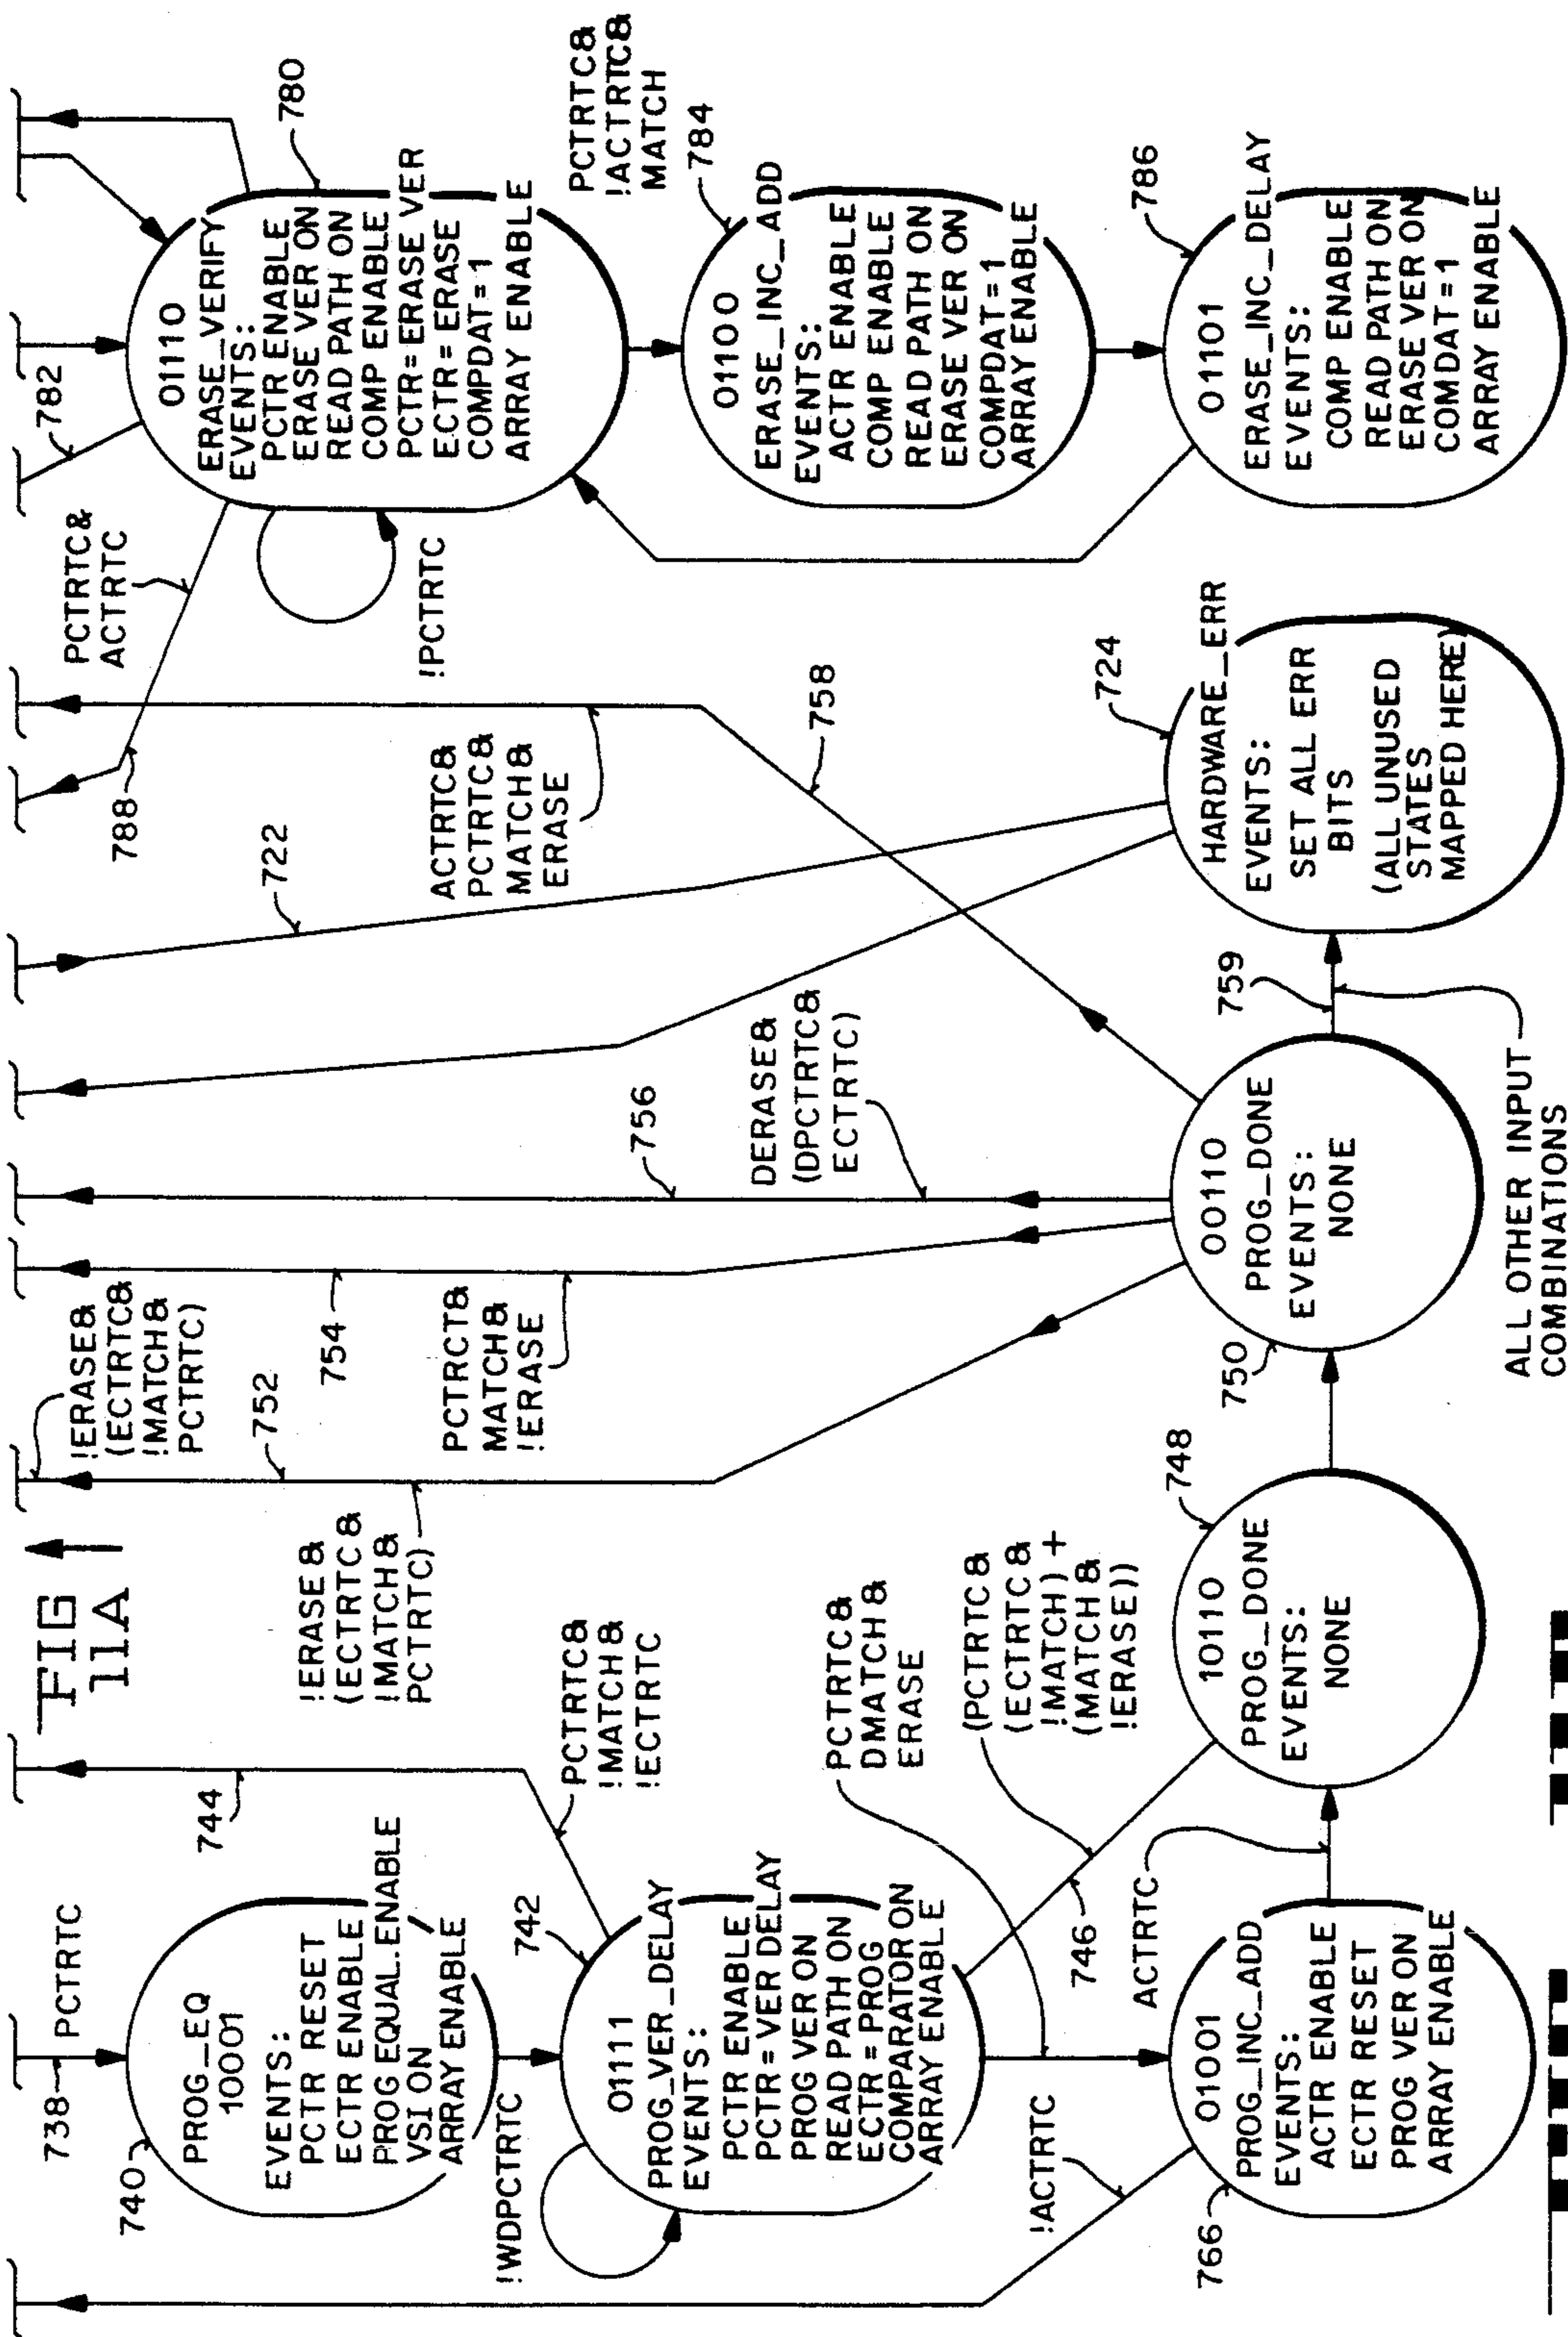 FIG
11A
738
PCTRTC
740
PROG_EQ
10001
EVENTS:
PCTR RESET
ECTR ENABLE
PROG EQUAL.ENABLE
VSI ON
ARRAY ENABLE
744
!WDPCTRTC
742
01111
PROG_VER_DELAY
EVENTS:
PCTR ENABLE
PCTR=VER DELAY
PROG VER ON
READ PATH ON
ECTR=PROG
COMPARATOR ON
ARRAY ENABLE
PCTRTC&
!MATCH&
!ECTRTC
!ACTRTC
766
01001
PROG_INC_ADD
EVENTS:
ACTR ENABLE
ECTR RESET
PROG VER ON
ARRAY ENABLE
ACTRTC
746
PCTRTC&
DMATCH&
ERASE
(PCTRTC&
(ECTRTC&
!MATCH)+
(MATCH&
!ERASE))
748
10110
PROG_DONE
EVENTS:
NONE
!ERASE&
(ECTRTC&
!MATCH&
PCTRTC)
752
!ERASE&
(ECTRTC&
!MATCH&
PCTRTC)
754
PCTRCT&
MATCH&
!ERASE
756
DERASE&
(DPCTRTC&
ECTRTC)
750
00110
PROG_DONE
EVENTS:
NONE
759
ALL OTHER INPUT
COMBINATIONS
722
758
ACTRTC&
PCTRTC&
MATCH&
ERASE
724
HARDWARE_ERR
EVENTS:
SET ALL ERR
BITS
(ALL UNUSED
STATES
MAPPED HERE)
788
PCTRTC&
ACTRTC
!PCTRTC
782
780
01110
ERASE_VERIFY
EVENTS:
PCTR ENABLE
ERASE VER ON
READ PATH ON
COMP ENABLE
PCTR=ERASE VER
ECTR=ERASE
COMPDAT=1
ARRAY ENABLE
PCTRTC&
!ACTRTC&
MATCH
784
01100
ERASE_INC_ADD
EVENTS:
ACTR ENABLE
COMP ENABLE
READ PATH ON
ERASE VER ON
COMPDAT=1
ARRAY ENABLE
786
01101
ERASE_INC_DELAY
EVENTS:
COMP ENABLE
READ PATH ON
ERASE VER ON
COMDAT=1
ARRAY ENABLE